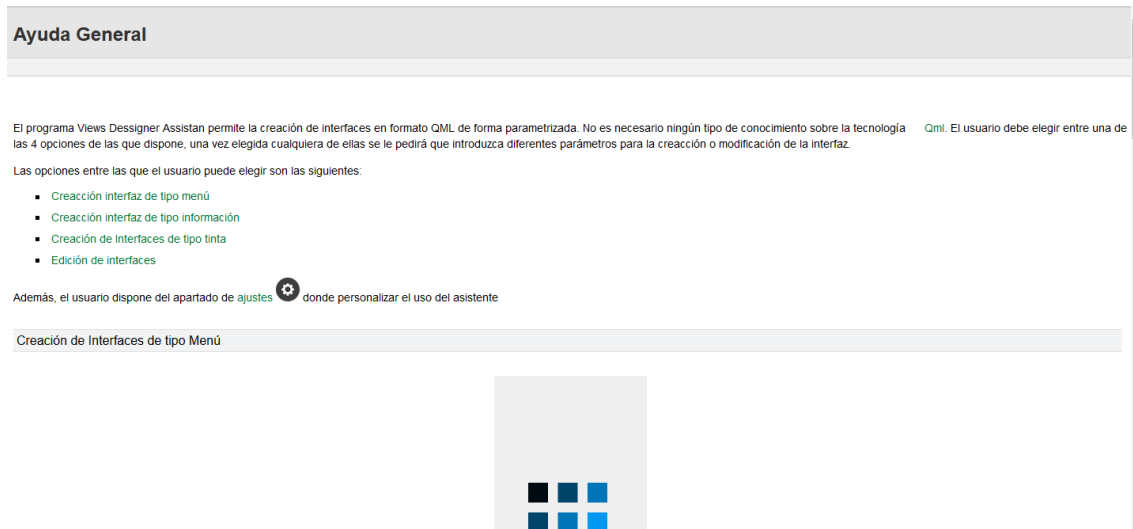 Ayuda General
El programa Views Dessigner Assistan permite la creación de interfaces en formato QML de forma parametrizada. No es necesario ningún tipo de conocimiento sobre la tecnología Qml. El usuario debe elegir entre una de
las 4 opciones de las que dispone, una vez elegida cualquiera de ellas se le pedirá que introduzca diferentes parámetros para la creacción o modificación de la interfaz.
Las opciones entre las que el usuario puede elegir son las siguientes:
Creacción interfaz de tipo menú
Creacción interfaz de tipo información
Creación de Interfaces de tipo tinta
Edición de interfaces
Además, el usuario dispone del apartado de ajustes donde personalizar el uso del asistente
Creación de Interfaces de tipo Menú